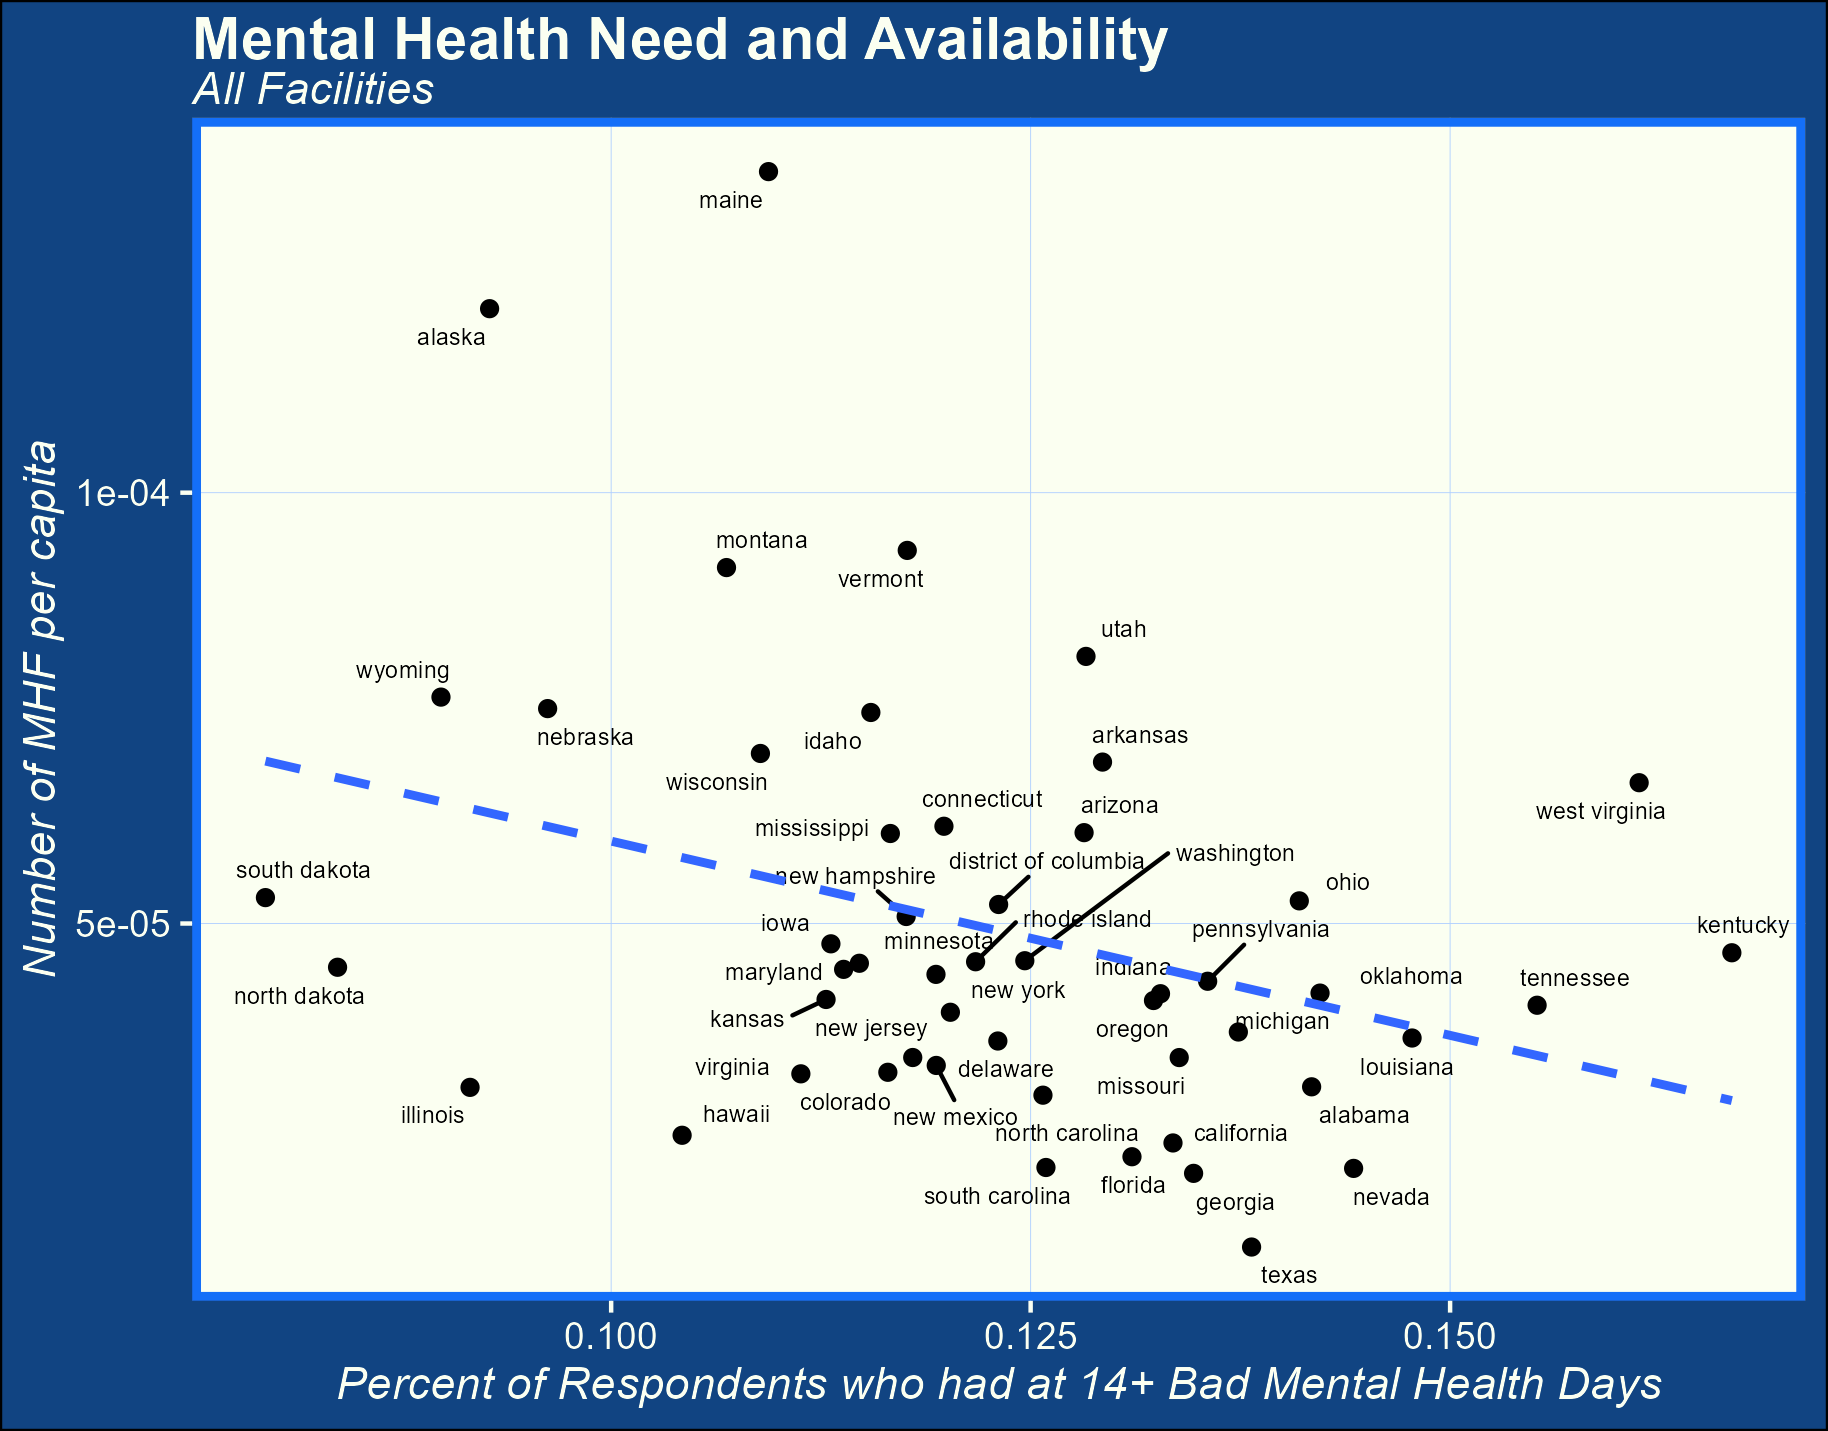 Mental Health Need and Availability
All Facilities
maine
alaska
montana
vermont
utah
wyoming
nebraska
idaho
arkansas
wisconsin
connecticut
arizona
west virginia
mississippi
washington
district of columbia
south dakota
new hampshire
ohio
iowa
rhode island
kentucky
pennsylvania
minnesota
indiana
maryland
oklahoma
tennessee
north dakota
new york
kansas
new jersey
michigan
oregon
virginia
delaware
louisiana
missouri
colorado
illinois
hawaii
new mexico
alabama
north carolina
california
florida
south carolina
georgia
nevada
texas
1e-04
5e-05
Number of MHF per capita
0.100 0.125 0.150
Percent of Respondents who had at 14+ Bad Mental Health Days